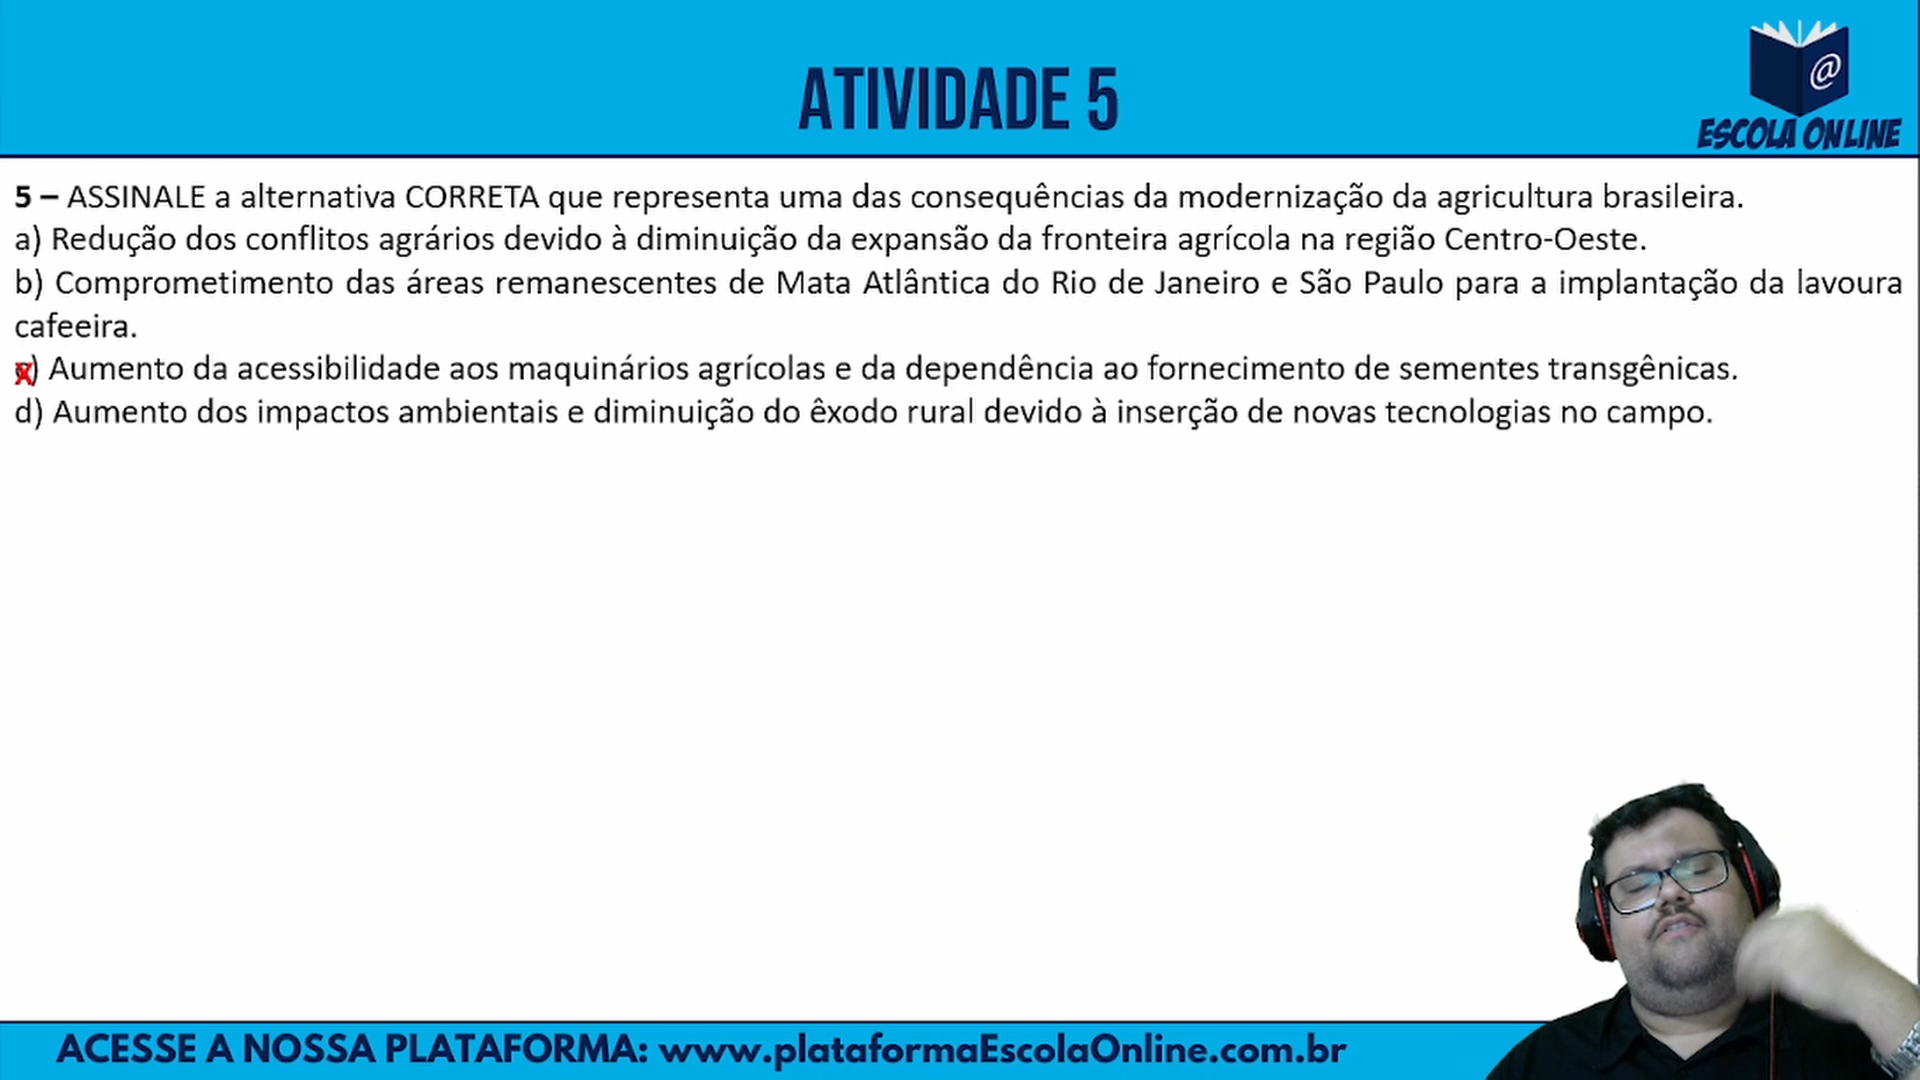 ATIVIDADE 5
@
ESCOLA ONLINE
5 – ASSINALE a alternativa CORRETA que representa uma das consequências da modernização da agricultura brasileira.
a) Redução dos conflitos agrários devido à diminuição da expansão da fronteira agrícola na região Centro-Oeste.
b) Comprometimento das áreas remanescentes de Mata Atlântica do Rio de Janeiro e São Paulo para a implantação da lavoura
cafeeira.
x) Aumento da acessibilidade aos maquinários agrícolas e da dependência ao fornecimento de sementes transgênicas.
d) Aumento dos impactos ambientais e diminuição do êxodo rural devido à inserção de novas tecnologias no campo.
ACESSE A NOSSA PLATAFORMA: www.plataformaEscolaOnline.com.br